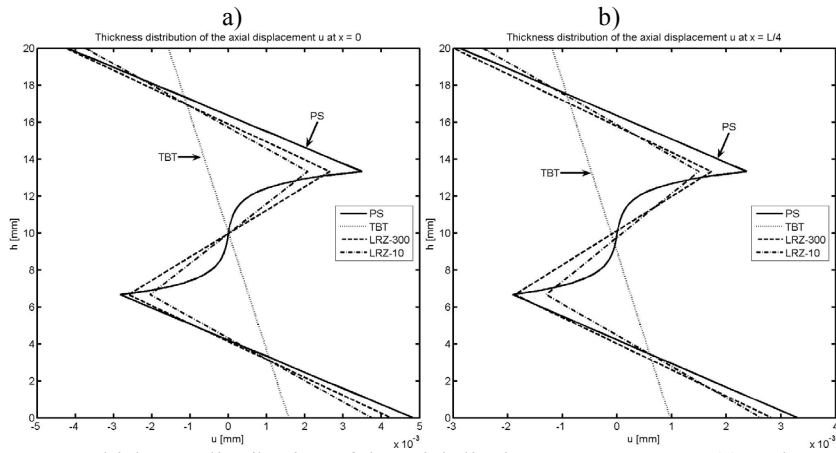 a)
Thickness distribution of the axial displacement u at x = 0
20
18
16
14
12
10
8
6
4
2
0
h [mm]
PS
TBT
PS
TBT
LRZ-300
LRZ-10
-5 -4 -3 -2 -1 0 1 2 3 4 5
u [mm]
x 10⁻³
b)
Thickness distribution of the axial displacement u at x = L/4
20
18
16
14
12
10
8
6
4
2
0
h [mm]
PS
TBT
PS
TBT
LRZ-300
LRZ-10
-3 -2 -1 0 1 2 3 4
u [mm]
x 10⁻³